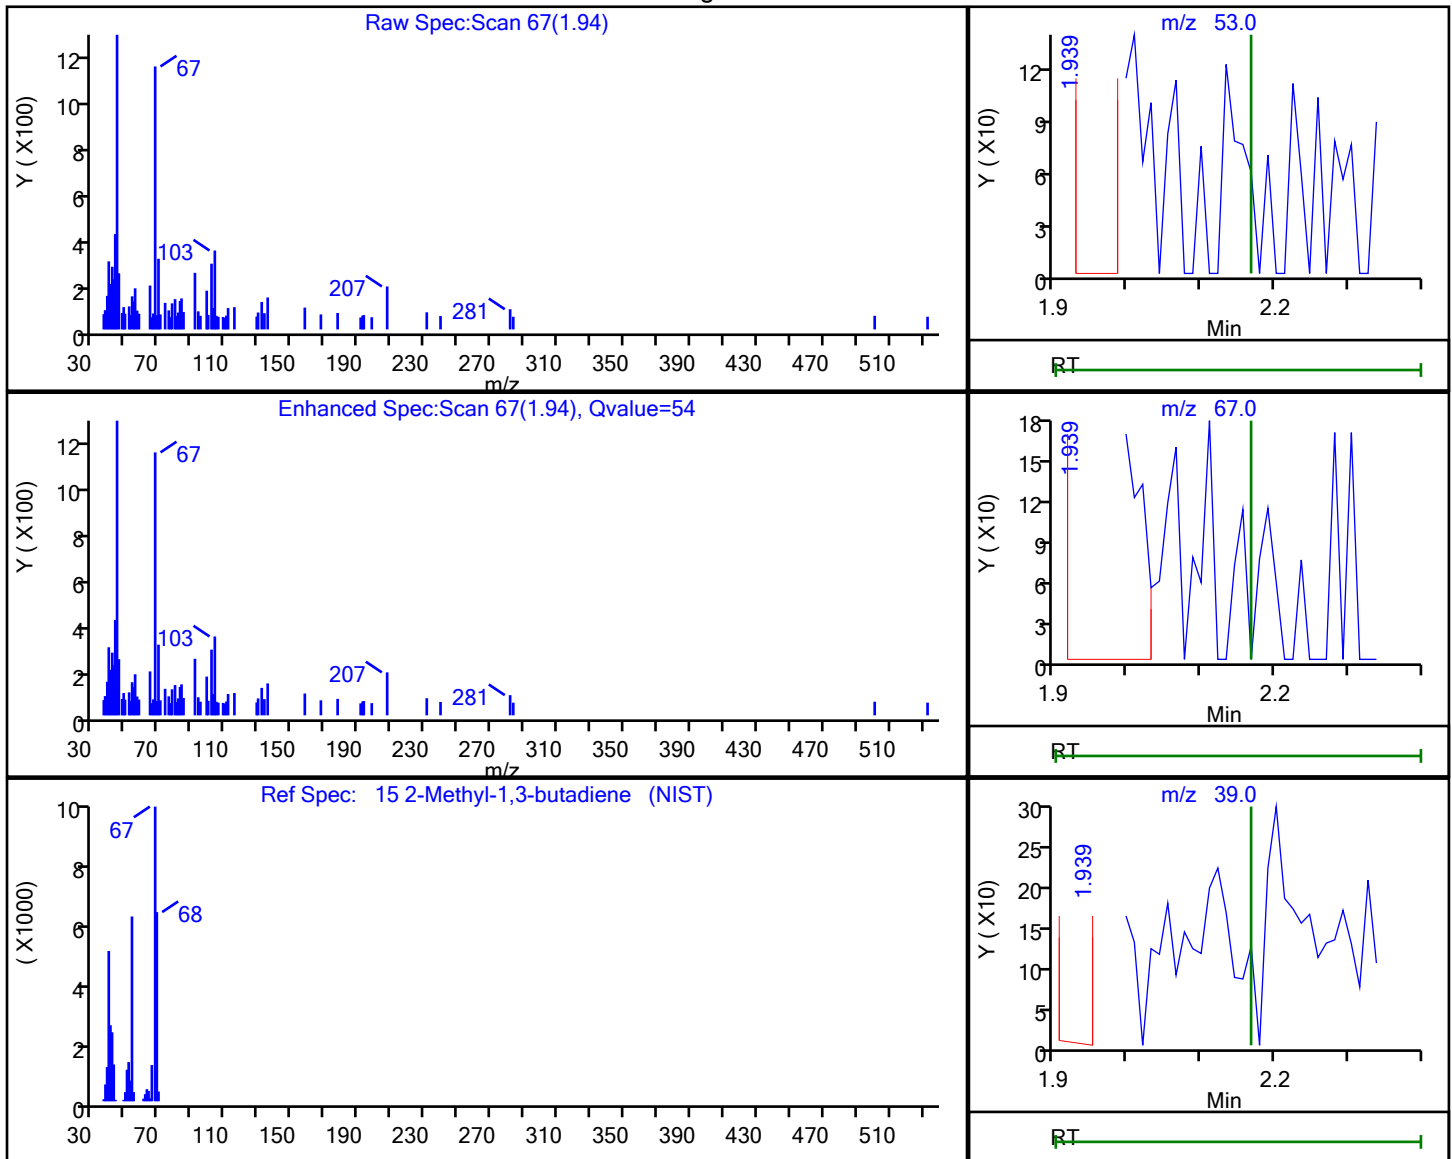 Raw Spec:Scan 67(1.94)
Y ( X100)
12
10
8
6
4
2
0
67
103
207
281
30 70 110 150 190 230 270 310 350 390 430 470 510
m/z
m/z 53.0
Y ( X10)
12
9
6
3
0
1.939
1.9 2.2
Min
RT
Enhanced Spec:Scan 67(1.94), Qvalue=54
Y ( X100)
12
10
8
6
4
2
0
67
103
207
281
30 70 110 150 190 230 270 310 350 390 430 470 510
m/z
m/z 67.0
Y ( X10)
18
15
12
9
6
3
0
1.939
1.9 2.2
Min
RT
Ref Spec: 15 2-Methyl-1,3-butadiene (NIST)
( X1000)
10
8
6
4
2
0
67
68
30 70 110 150 190 230 270 310 350 390 430 470 510
m/z 39.0
Y ( X10)
30
25
20
15
10
5
0
1.939
1.9 2.2
Min
RT